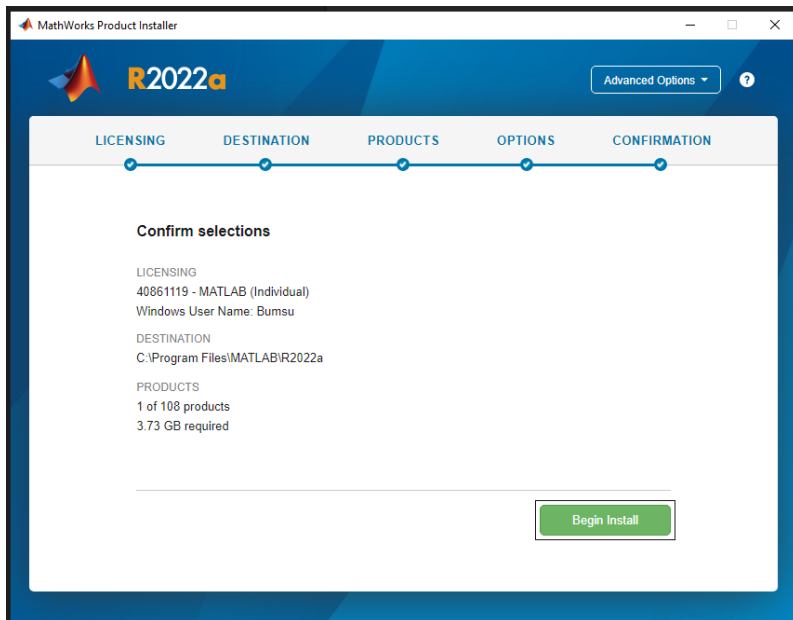 MathWorks Product Installer
R2022a
Advanced Options
?
LICENSING DESTINATION PRODUCTS OPTIONS CONFIRMATION
Confirm selections
LICENSING
40861119 - MATLAB (Individual)
Windows User Name: Bumsu
DESTINATION
C:\Program Files\MATLAB\R2022a
PRODUCTS
1 of 108 products
3.73 GB required
Begin Install